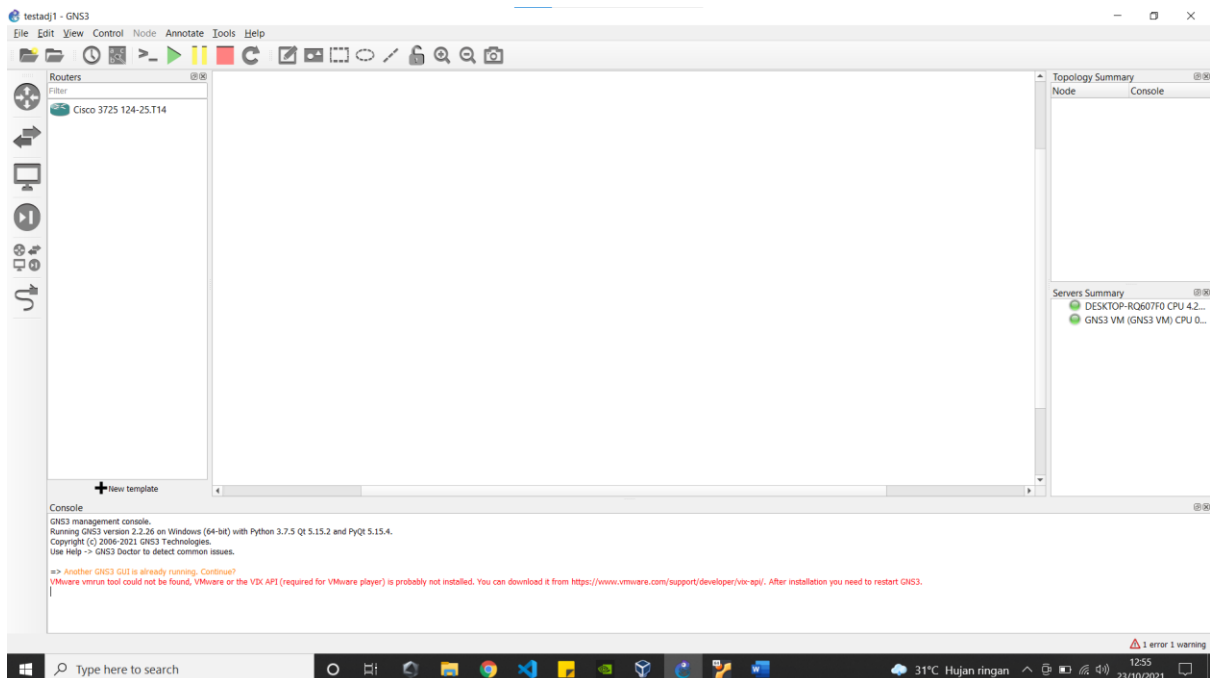 testadj1 - GNS3
File Edit View Control Node Annotate Tools Help
Routers
Filter
Cisco 3725 124-25.T14
New template
Topology Summary
Node Console
Servers Summary
DESKTOP-RQ607F0 CPU 4.2...
GNS3 VM (GNS3 VM) CPU 0...
Console
GNS3 management console.
Running GNS3 version 2.2.26 on Windows (64-bit) with Python 3.7.5 Qt 5.15.2 and PyQt 5.15.4.
Copyright (c) 2006-2021 GNS3 Technologies.
Use Help -> GNS3 Doctor to detect common issues.
=> Another GNS3 GUI is already running. Continue?
VMware vmrun tool could not be found, VMware or the VIX API (required for VMware player) is probably not installed. You can download it from https://www.vmware.com/support/developer/vix-api/. After installation you need to restart GNS3.
1 error 1 warning
Type here to search
31°C Hujan ringan
12:55
23/10/2021